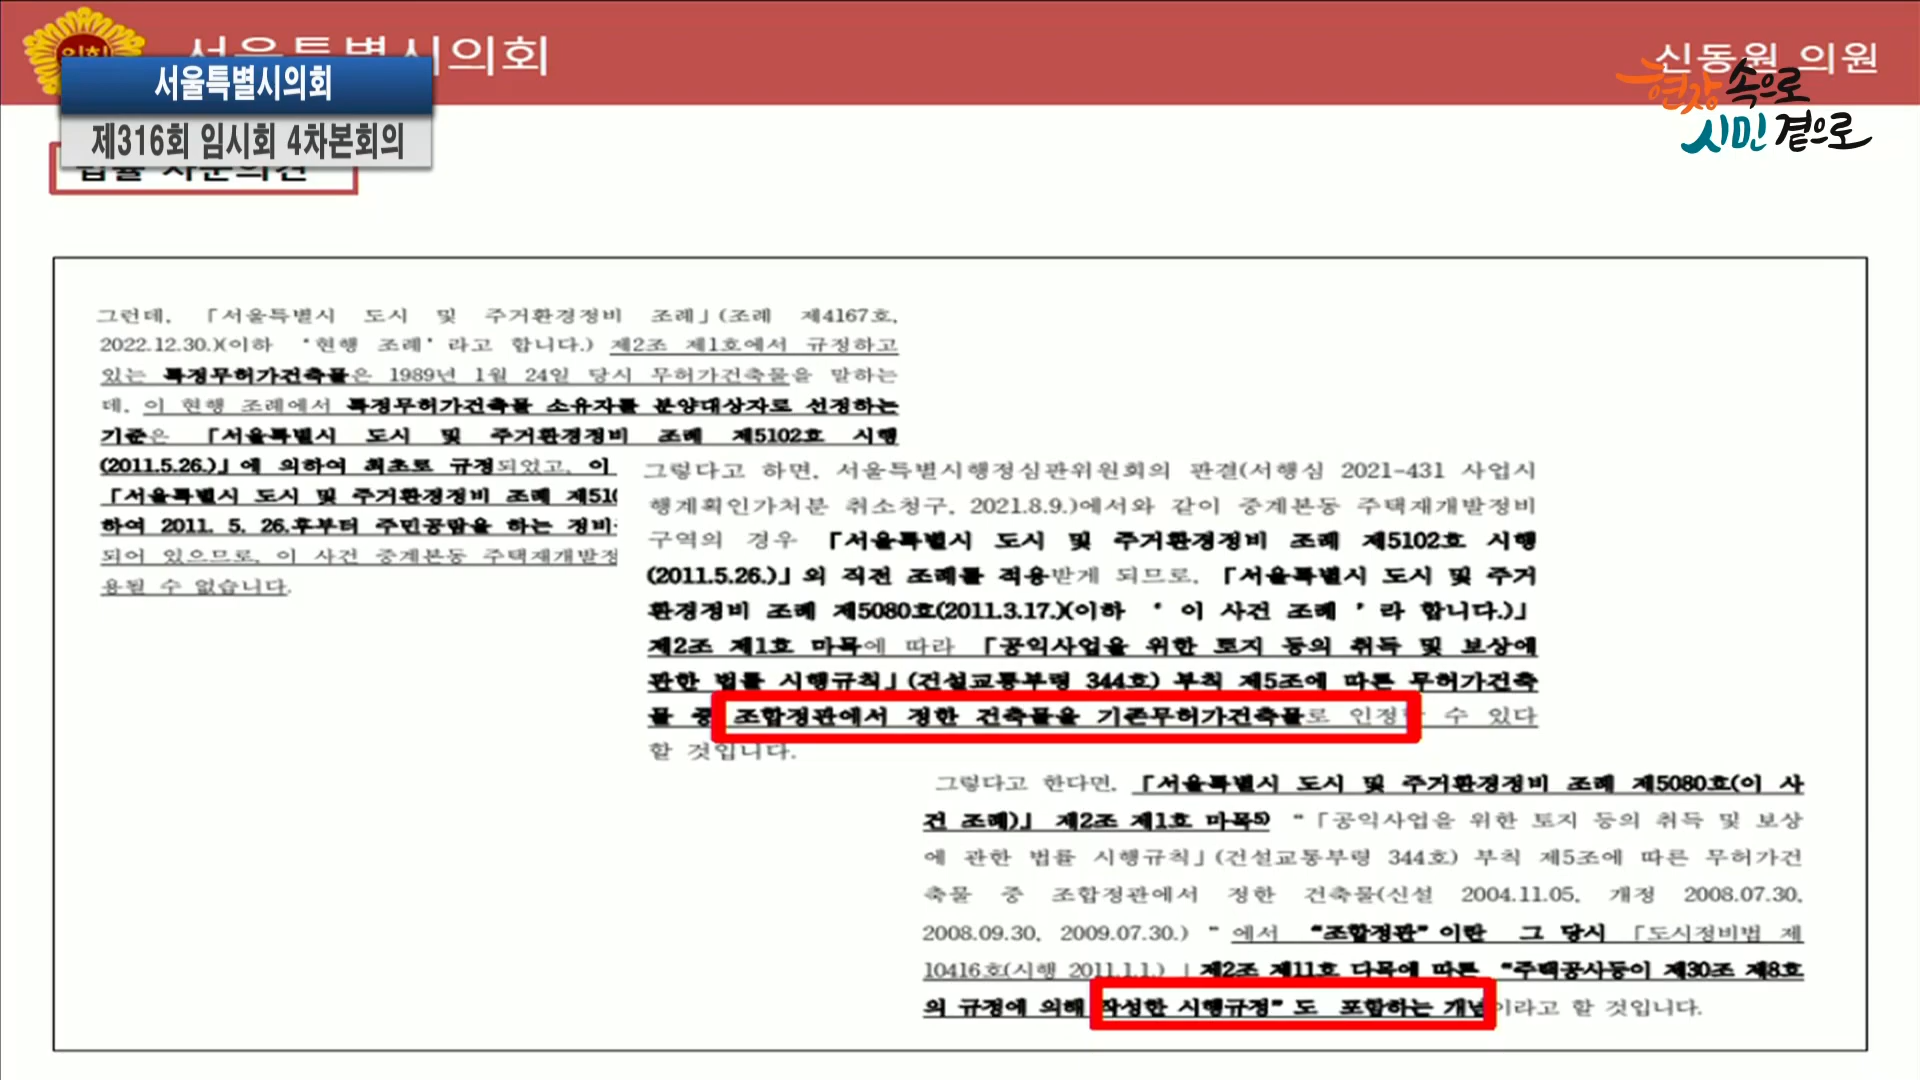 서울특별시의회
신동원 의원
서울특별시의회
제316회 임시회 4차본회의
현장 속으로
시민 곁으로
법률 자문의견
그런데, 「서울특별시 도시 및 주거환경정비 조례」(조례 제4167호,
2022.12.30.)(이하 ‘현행 조례’라고 합니다.) 제2조 제1호에서 규정하고
있는 특정무허가건축물은 1989년 1월 24일 당시 무허가건축물을 말하는
데, 이 현행 조례에서 특정무허가건축물 소유자를 분양대상자로 선정하는
기준은 「서울특별시 도시 및 주거환경정비 조례 제5102호 시행
(2011.5.26.)」에 의하여 최초로 규정되었고, 이
「서울특별시 도시 및 주거환경정비 조례 제510
하여 2011. 5. 26.후부터 주민공람을 하는 정비
되어 있으므로, 이 사건 중계본동 주택재개발정
용될 수 없습니다.
그렇다고 하면, 서울특별시행정심판위원회의 판결(서행심 2021-431 사업시
행계획인가처분 취소청구, 2021.8.9.)에서와 같이 중계본동 주택재개발정비
구역의 경우 「서울특별시 도시 및 주거환경정비 조례 제5102호 시행
(2011.5.26.)」의 직전 조례를 적용받게 되므로, 「서울특별시 도시 및 주거
환경정비 조례 제5080호(2011.3.17.)(이하 ‘ 이 사건 조례 ’라 합니다.)」
제2조 제1호 마목에 따라 「공익사업을 위한 토지 등의 취득 및 보상에
관한 법률 시행규칙」(건설교통부령 344호) 부칙 제5조에 따른 무허가건축
물 중 조합정관에서 정한 건축물을 기존무허가건축물로 인정할 수 있다
할 것입니다.
그렇다고 한다면, 「서울특별시 도시 및 주거환경정비 조례 제5080호(이 사
건 조례)」 제2조 제1호 마목5) “「공익사업을 위한 토지 등의 취득 및 보상
에 관한 법률 시행규칙」(건설교통부령 344호) 부칙 제5조에 따른 무허가건
축물 중 조합정관에서 정한 건축물(신설 2004.11.05, 개정 2008.07.30,
2008.09.30, 2009.07.30.) ”에서 “조합정관”이란 그 당시 「도시정비법 제
10416호(시행 2011.1.1.) 」제2조 제11호 다목에 따른 “주택공사등이 제30조 제8호
의 규정에 의해 작성한 시행규정”도 포함하는 개념이라고 할 것입니다.